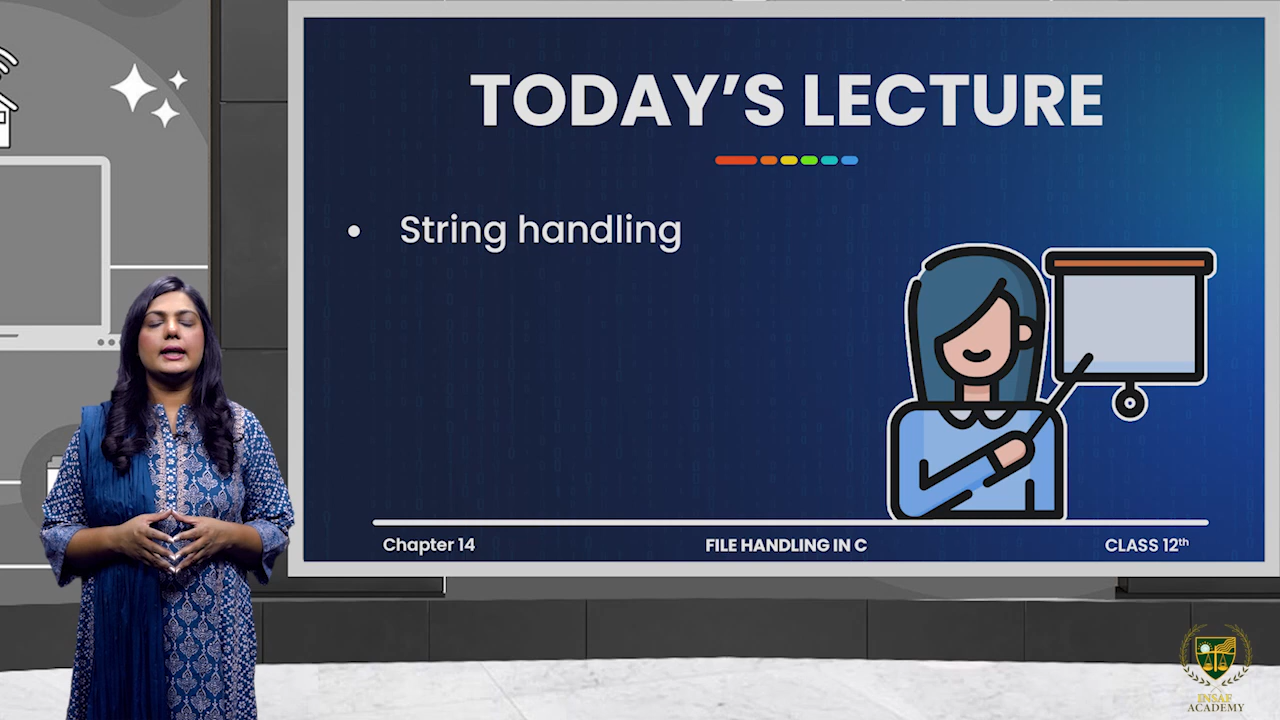 TODAY’S LECTURE
• String handling
Chapter 14
FILE HANDLING IN C
CLASS 12th
INSAF
ACADEMY